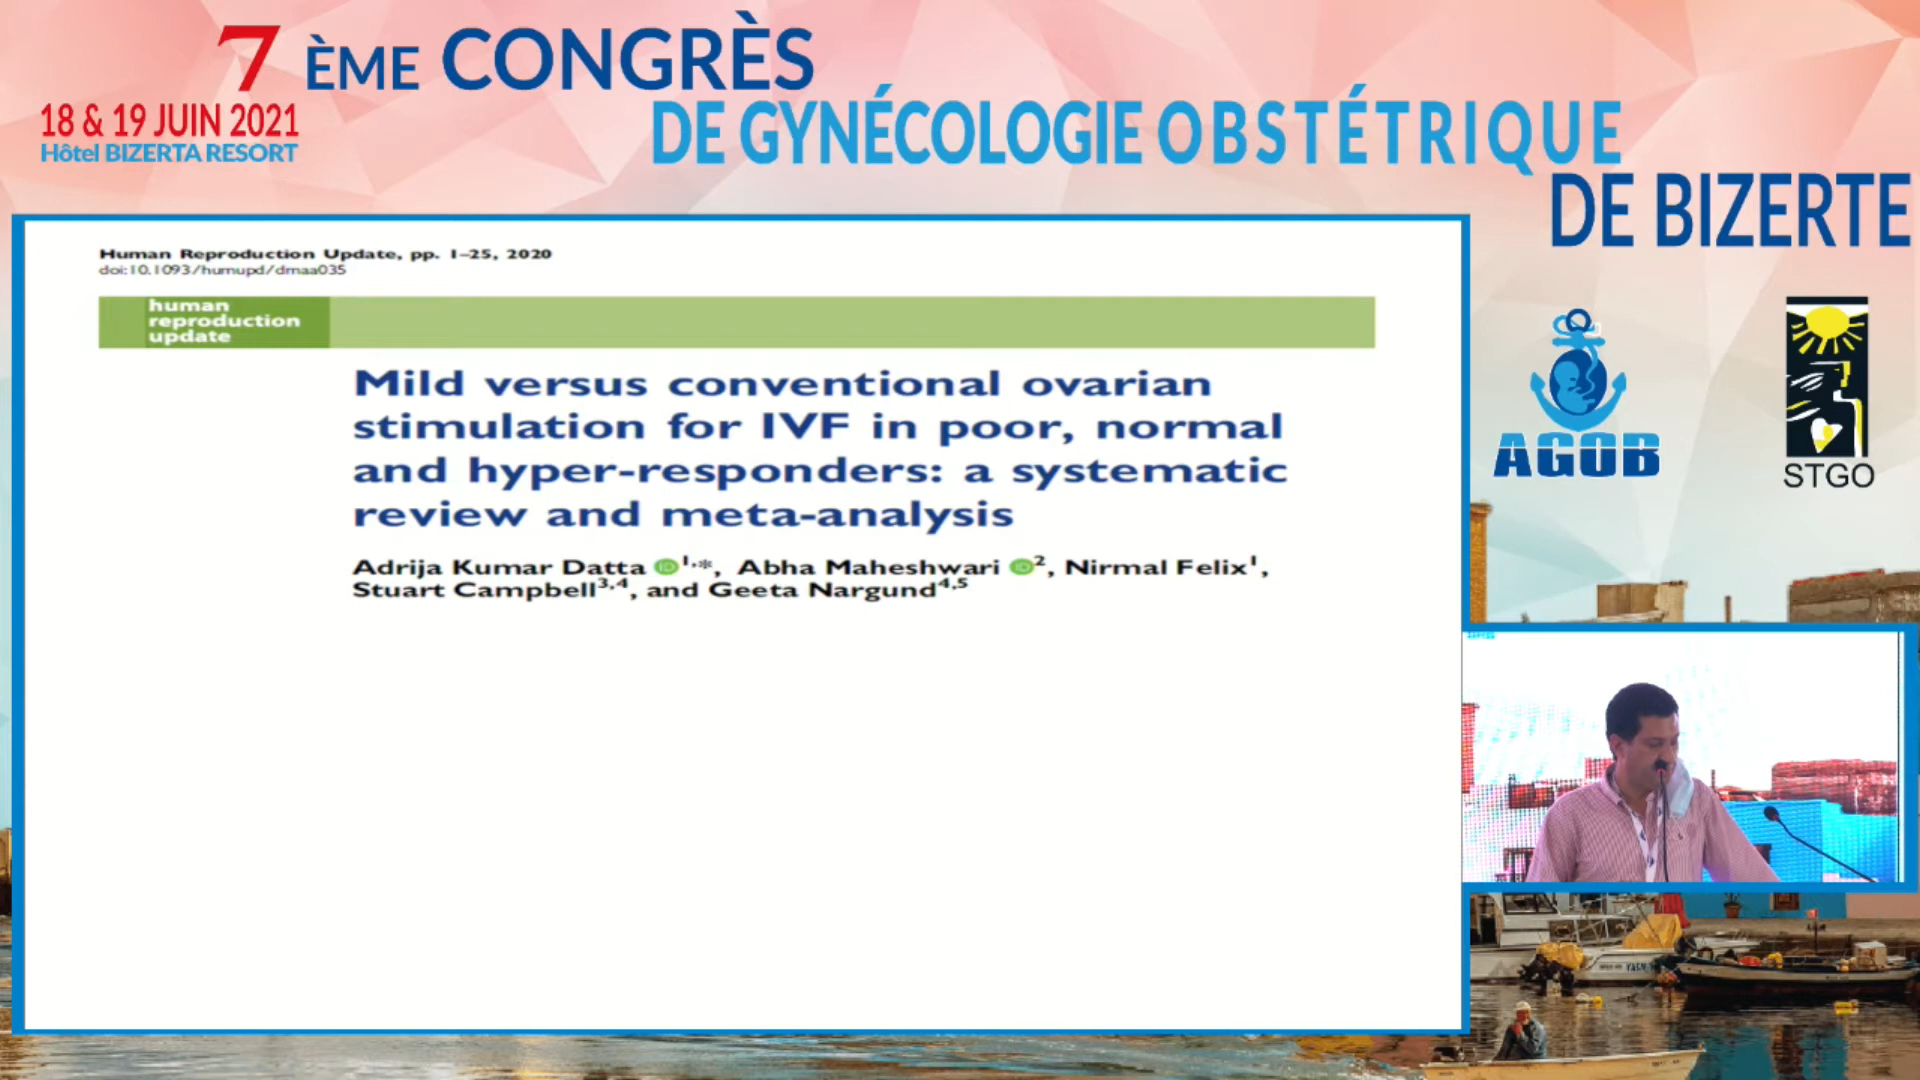 7 ÈME CONGRÈS
DE GYNÉCOLOGIE OBSTÉTRIQUE
DE BIZERTE
18 & 19 JUIN 2021
Hôtel BIZERTA RESORT
Human Reproduction Update, pp. 1–25, 2020
doi:10.1093/humupd/dmaa035
human
reproduction
update
Mild versus conventional ovarian
stimulation for IVF in poor, normal
and hyper-responders: a systematic
review and meta-analysis
Adrija Kumar Datta iD 1,*, Abha Maheshwari iD 2, Nirmal Felix1,
Stuart Campbell3,4, and Geeta Nargund4,5
AGOB
STGO